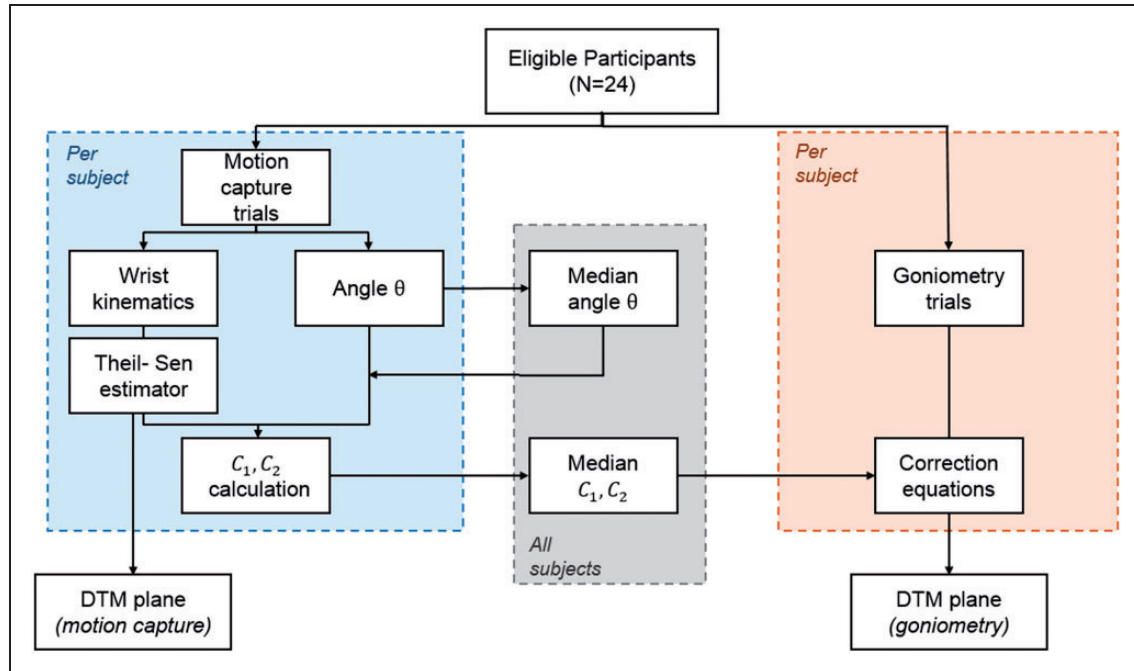 Eligible Participants
(N=24)
Per
subject
Motion
capture
trials
Per
subject
Wrist
kinematics
Angle θ
Median
angle θ
Goniometry
trials
Theil- Sen
estimator
C₁, C₂
calculation
Median
C₁, C₂
Correction
equations
All
subjects
DTM plane
(motion capture)
DTM plane
(goniometry)